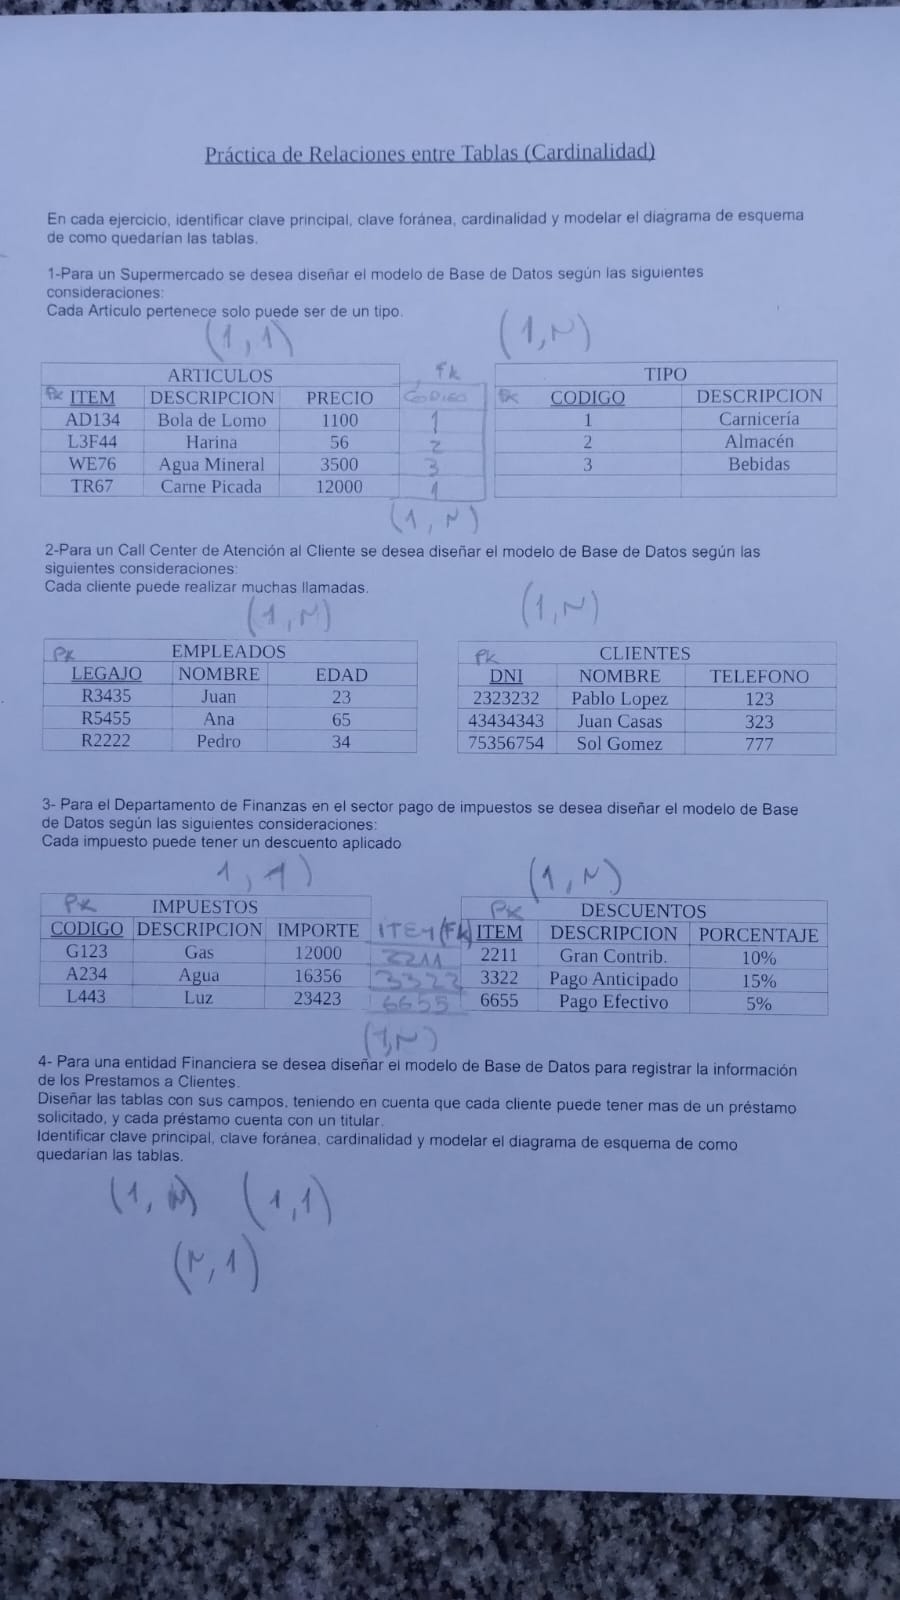 Práctica de Relaciones entre Tablas (Cardinalidad)
En cada ejercicio, identificar clave principal, clave foránea, cardinalidad y modelar el diagrama de esquema
de como quedarían las tablas.
1-Para un Supermercado se desea diseñar el modelo de Base de Datos según las siguientes
consideraciones:
Cada Articulo pertenece solo puede ser de un tipo.
(1,1) (1,N)
ARTICULOS FK TIPO
PK ITEM DESCRIPCION PRECIO CODIGO PK CODIGO DESCRIPCION
AD134 Bola de Lomo 1100 1 1 Carnicería
L3F44 Harina 56 2 2 Almacén
WE76 Agua Mineral 3500 3 3 Bebidas
TR67 Carne Picada 12000 1
(1,N)
2-Para un Call Center de Atención al Cliente se desea diseñar el modelo de Base de Datos según las
siguientes consideraciones:
Cada cliente puede realizar muchas llamadas.
(1,N) (1,N)
PK EMPLEADOS PK CLIENTES
LEGAJO NOMBRE EDAD DNI NOMBRE TELEFONO
R3435 Juan 23 2323232 Pablo Lopez 123
R5455 Ana 65 43434343 Juan Casas 323
R2222 Pedro 34 75356754 Sol Gomez 777
3- Para el Departamento de Finanzas en el sector pago de impuestos se desea diseñar el modelo de Base
de Datos según las siguientes consideraciones:
Cada impuesto puede tener un descuento aplicado
1,1) (1,N)
PK IMPUESTOS PK DESCUENTOS
CODIGO DESCRIPCION IMPORTE ITEM (FK) ITEM DESCRIPCION PORCENTAJE
G123 Gas 12000 2211 Gran Contrib. 10%
A234 Agua 16356 3322 3322 Pago Anticipado 15%
L443 Luz 23423 6655 6655 Pago Efectivo 5%
(1,N)
4- Para una entidad Financiera se desea diseñar el modelo de Base de Datos para registrar la información
de los Prestamos a Clientes.
Diseñar las tablas con sus campos, teniendo en cuenta que cada cliente puede tener mas de un préstamo
solicitado, y cada préstamo cuenta con un titular.
Identificar clave principal, clave foránea, cardinalidad y modelar el diagrama de esquema de como
quedarían las tablas.
(1,N) (1,1)
(N,1)